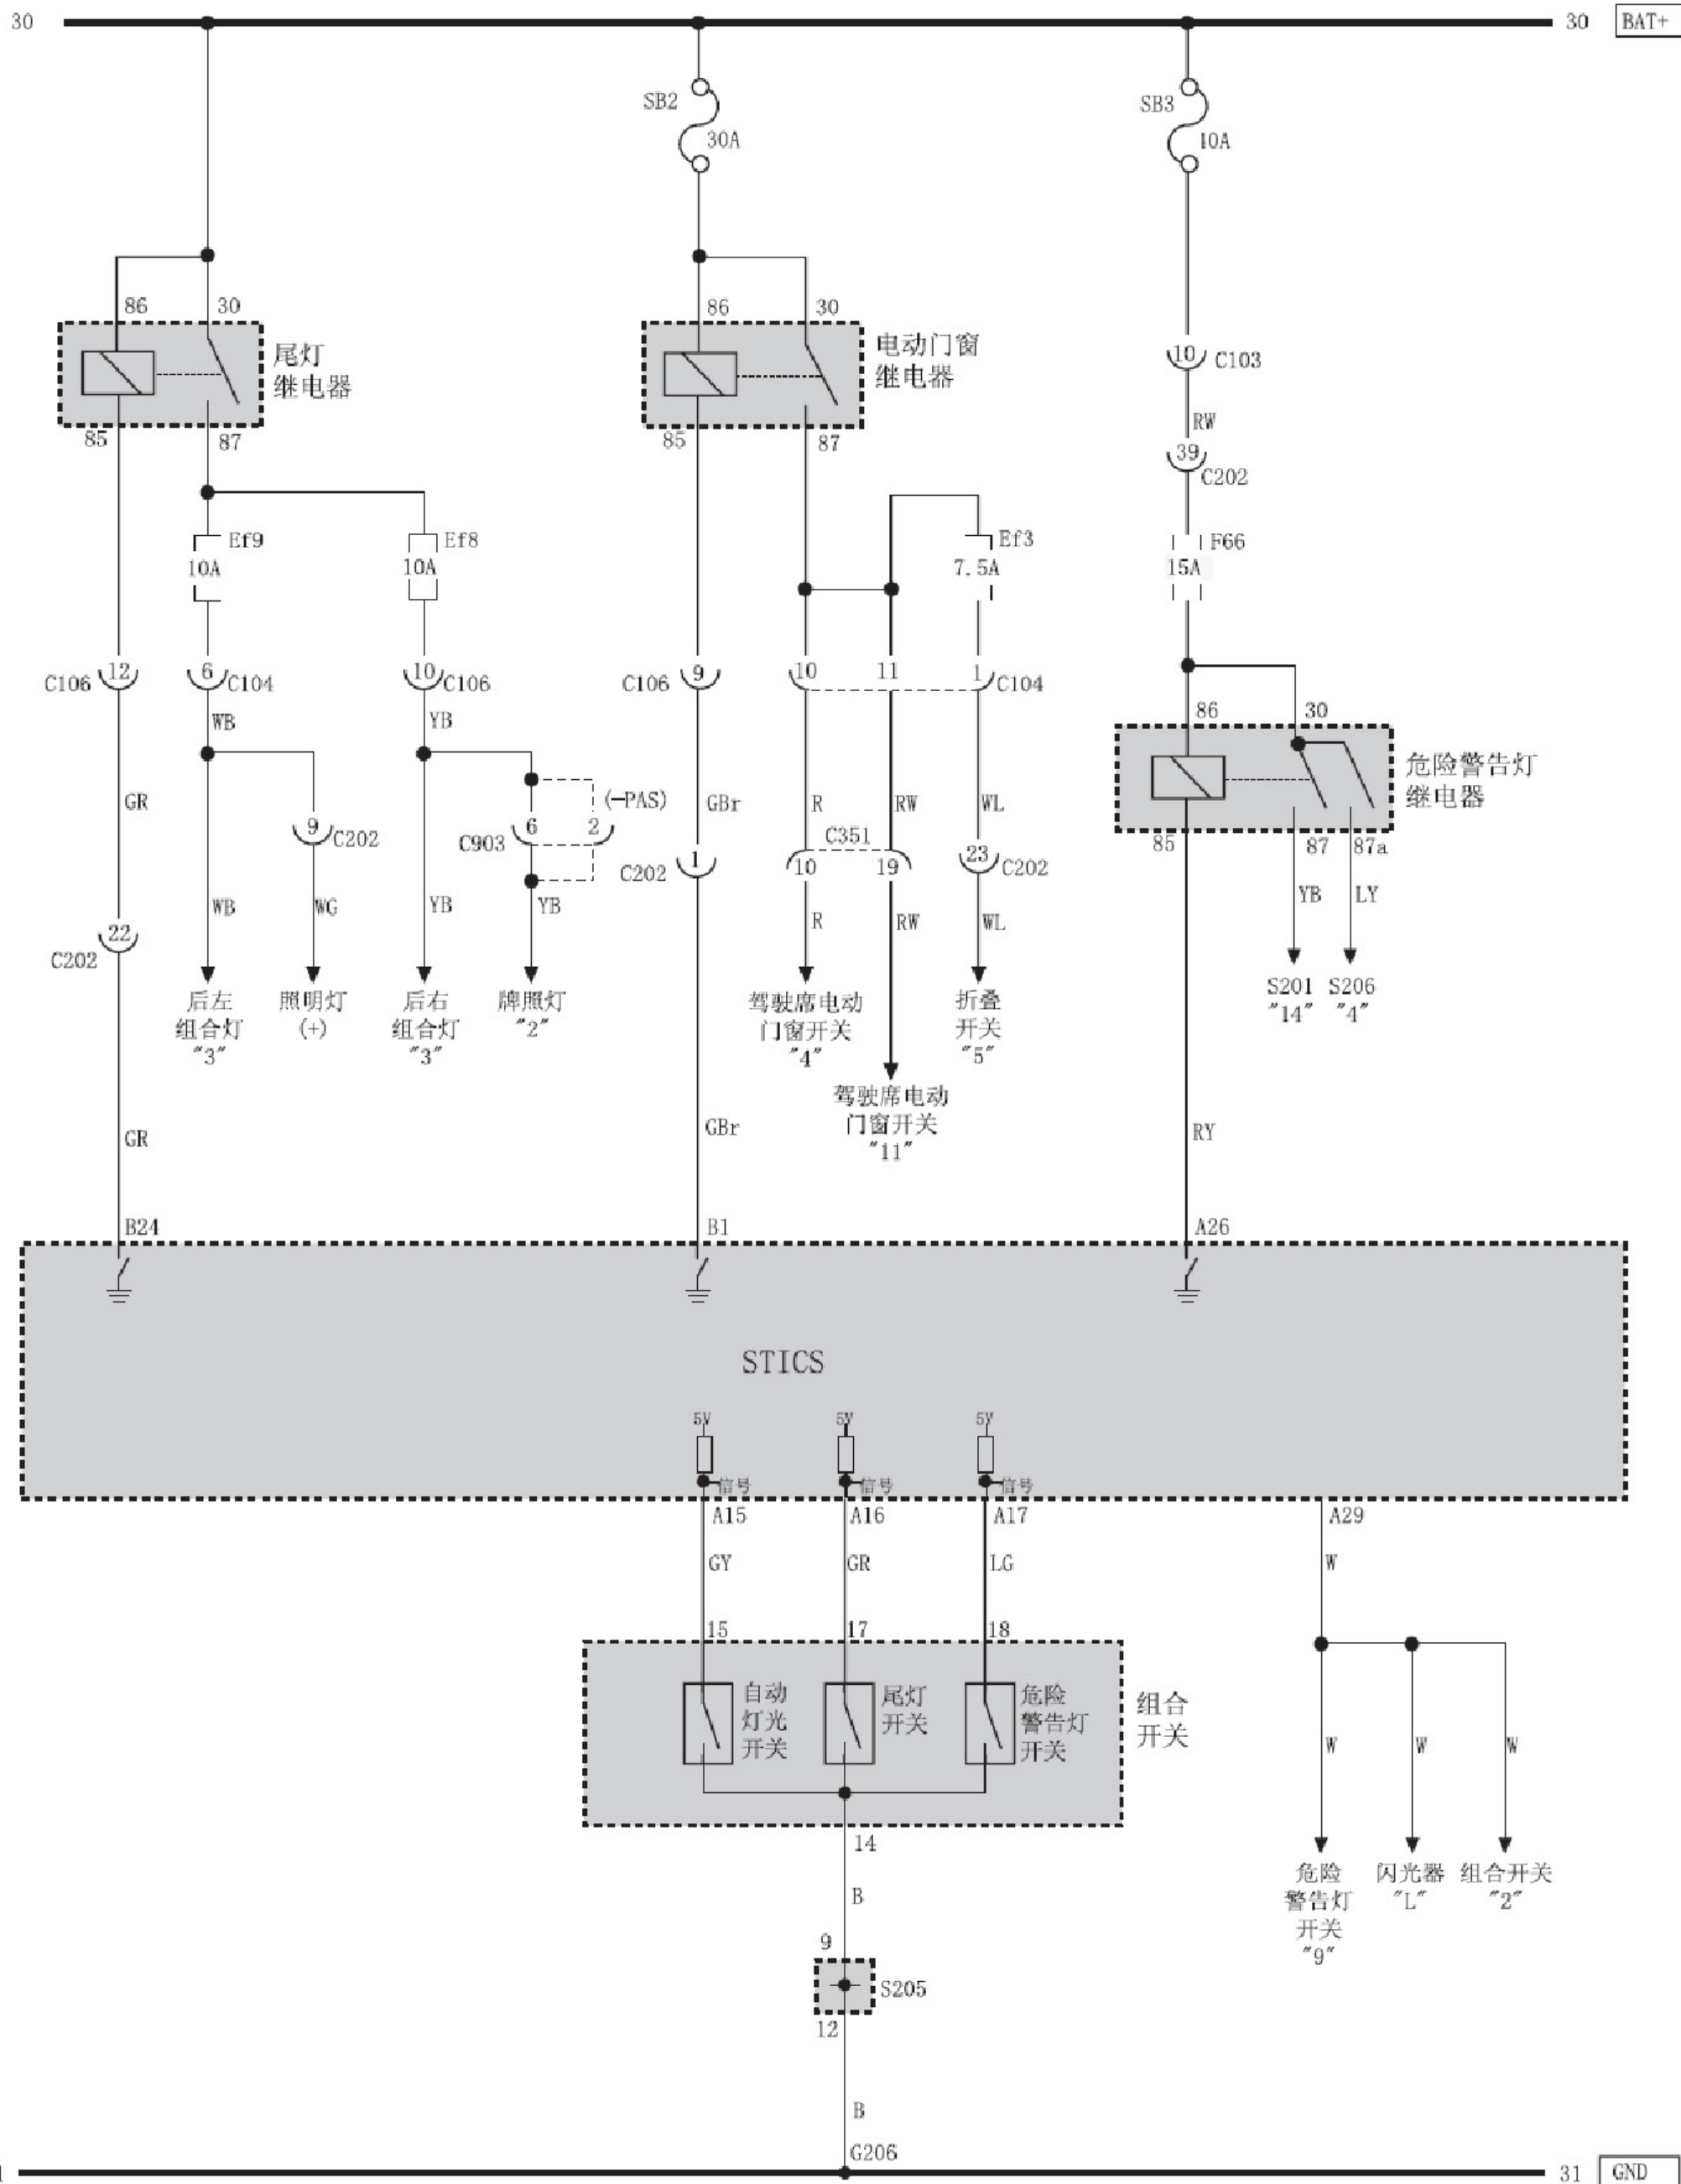 30
30
BAT+
SB2
30A
SB3
10A
86
30
尾灯
继电器
85
87
86
30
电动门窗
继电器
85
87
10
C103
RW
39
C202
Ef9
10A
Ef8
10A
Ef3
7.5A
F66
15A
C106
12
6
C104
10
C106
C106
9
10
11
1
C104
WB
YB
86
30
危险警告灯
继电器
85
87
87a
GR
9
C202
(-PAS)
C903
6
2
GBr
R
RW
WL
C351
10
19
C202
1
23
C202
WB
WG
YB
YB
R
RW
WL
YB
LY
22
C202
后左
组合灯
"3"
照明灯
(+)
后右
组合灯
"3"
牌照灯
"2"
驾驶席电动
门窗开关
"4"
折叠
开关
"5"
S201
"14"
S206
"4"
驾驶席电动
门窗开关
"11"
GR
GBr
RY
B24
B1
A26
STICS
5V
5V
5V
信号
信号
信号
A15
A16
A17
A29
GY
GR
LG
W
15
17
18
自动
灯光
开关
尾灯
开关
危险
警告灯
开关
组合
开关
W
W
W
14
B
危险
警告灯
开关
"9"
闪光器
"L"
组合开关
"2"
9
S205
12
B
G206
31
GND